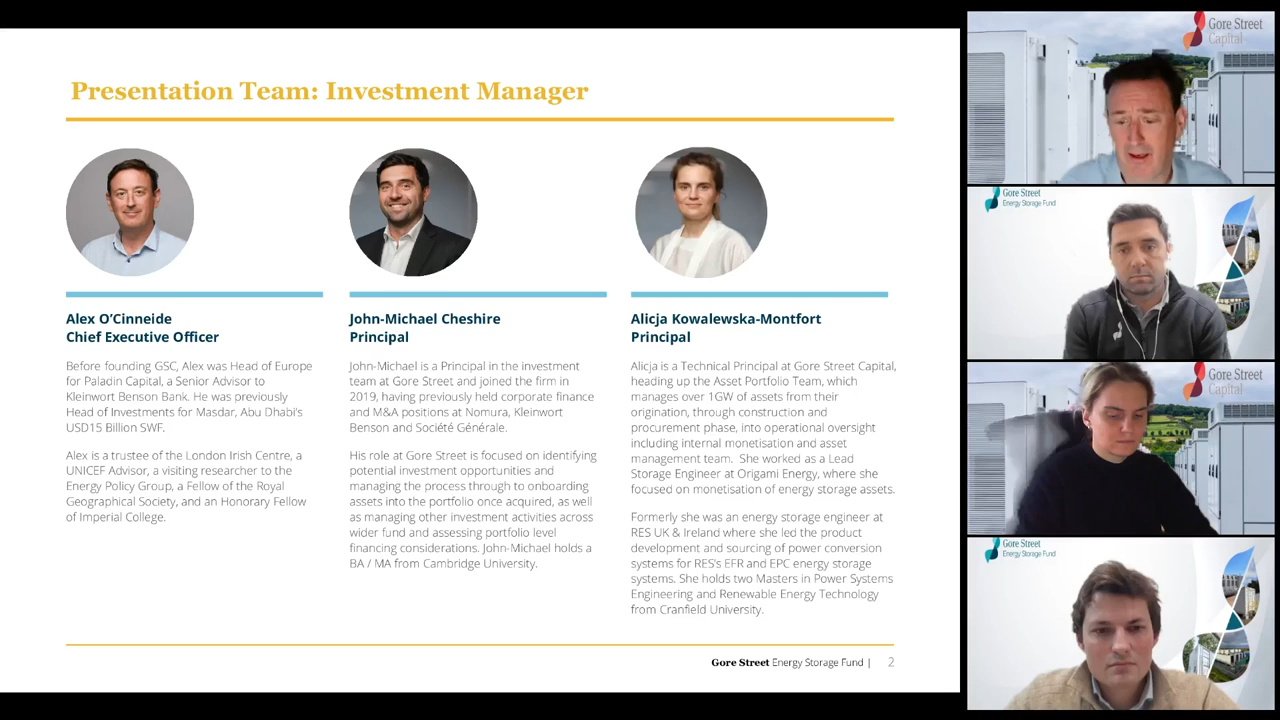 Presentation Team: Investment Manager
Alex O’Cinneide
Chief Executive Officer
Before founding GSC, Alex was Head of Europe
for Paladin Capital, a Senior Advisor to
Kleinwort Benson Bank. He was previously
Head of Investments for Masdar, Abu Dhabi’s
USD15 Billion SWF.
Alex is a trustee of the London Irish Centre, a
UNICEF Advisor, a visiting researcher to the
Energy Policy Group, a Fellow of the Royal
Geographical Society, and an Honorary Fellow
of Imperial College.
John-Michael Cheshire
Principal
John-Michael is a Principal in the investment
team at Gore Street and joined the firm in
2019, having previously held corporate finance
and M&A positions at Nomura, Kleinwort
Benson and Société Générale.
His role at Gore Street is focused on identifying
potential investment opportunities and
managing the process through to onboarding
assets into the portfolio once acquired, as well
as managing other investment activities across
wider fund and assessing portfolio level
financing considerations. John-Michael holds a
BA / MA from Cambridge University.
Alicja Kowalewska-Montfort
Principal
Alicja is a Technical Principal at Gore Street Capital,
heading up the Asset Portfolio Team, which
manages over 1GW of assets from their
origination, through construction and
procurement phase, into operational oversight
including internal monetisation and asset
management team.  She worked as a Lead
Storage Engineer at Origami Energy, where she
focused on monetisation of energy storage assets.
Formerly she was an energy storage engineer at
RES UK & Ireland where she led the product
development and sourcing of power conversion
systems for RES’s EFR and EPC energy storage
systems. She holds two Masters in Power Systems
Engineering and Renewable Energy Technology
from Cranfield University.
Gore Street Energy Storage Fund | 2
Gore Street
Capital
Gore Street
Energy Storage Fund
Gore Street
Capital
Gore Street
Energy Storage Fund